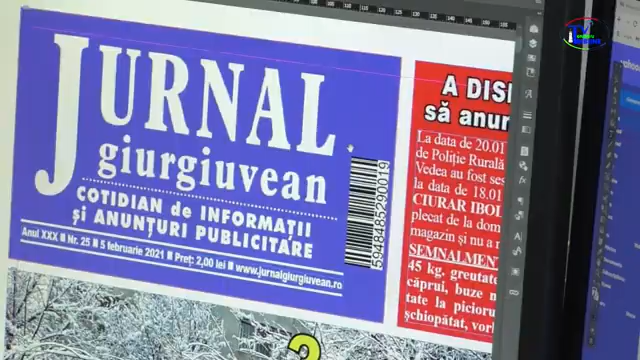 JURNAL
giurgiuvean
COTIDIAN de INFORMAȚII
și ANUNȚURI PUBLICITARE
Anul XXX ■ Nr. 25 ■ 5 februarie 2021 ■ Preț: 2,00 lei ■ www.jurnalgiurgiuvean.ro
5948485290019
A DISP
să anun
La data de 20.01
de Poliție Rurală
Vedea au fost ses
la data de 18.01
CIURAR IBOL
plecat de la dom
magazin și nu a r
SEMNALMENT
45 kg, greutate
căprui, buze
tate la picioru
șchiopătat, vorb
?